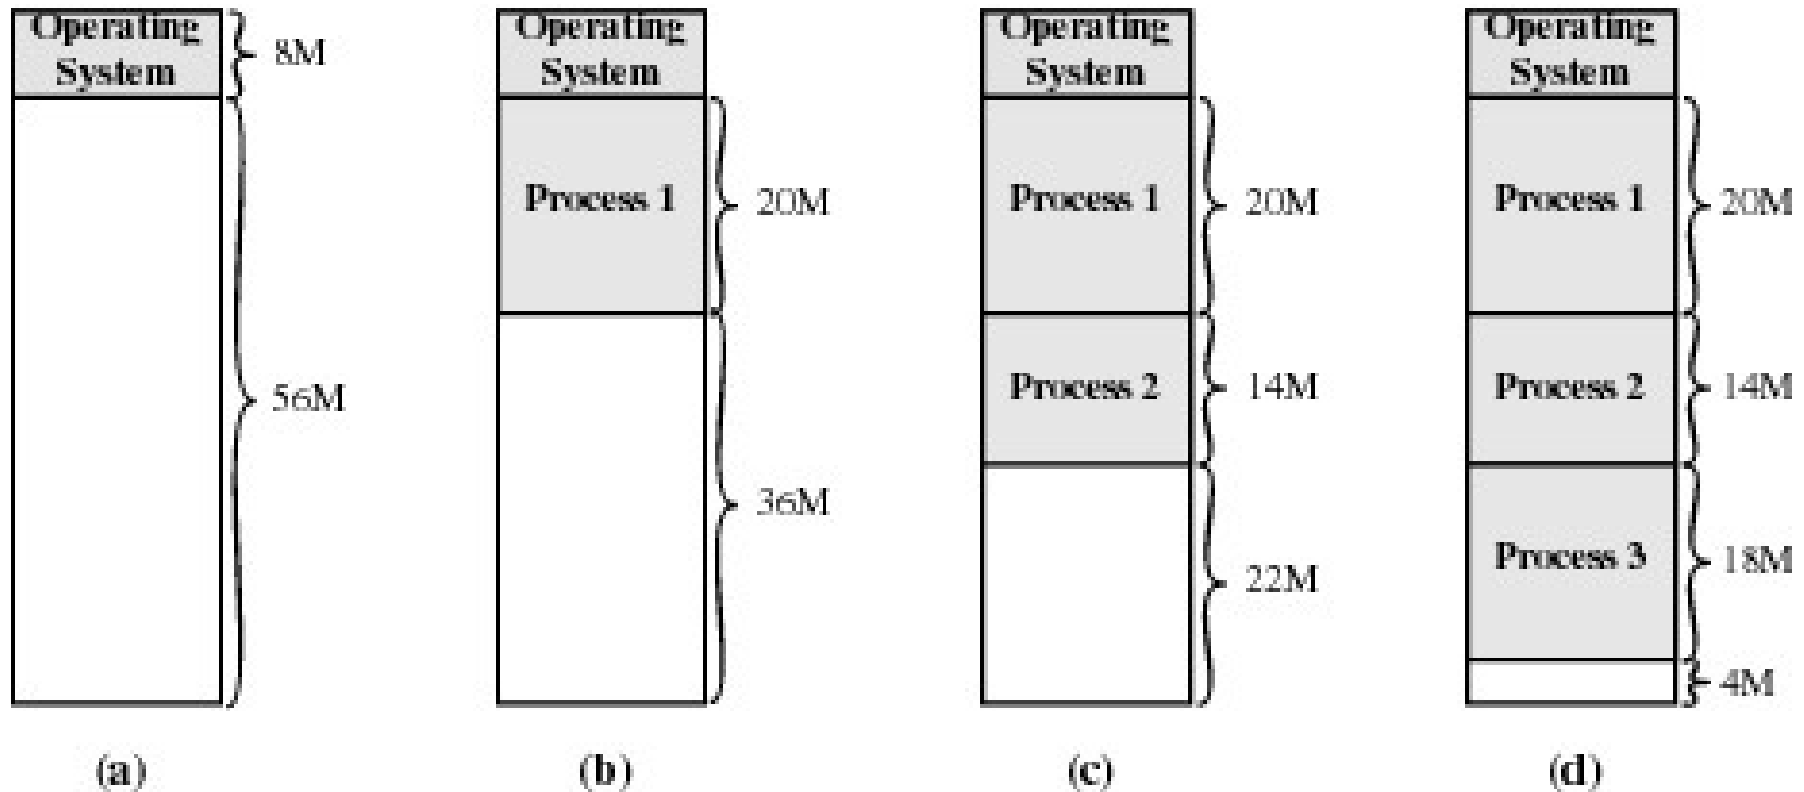 Operating
System
8M
56M
(a)
Operating
System
Process 1
20M
36M
(b)
Operating
System
Process 1
20M
Process 2
14M
22M
(c)
Operating
System
Process 1
20M
Process 2
14M
Process 3
18M
4M
(d)